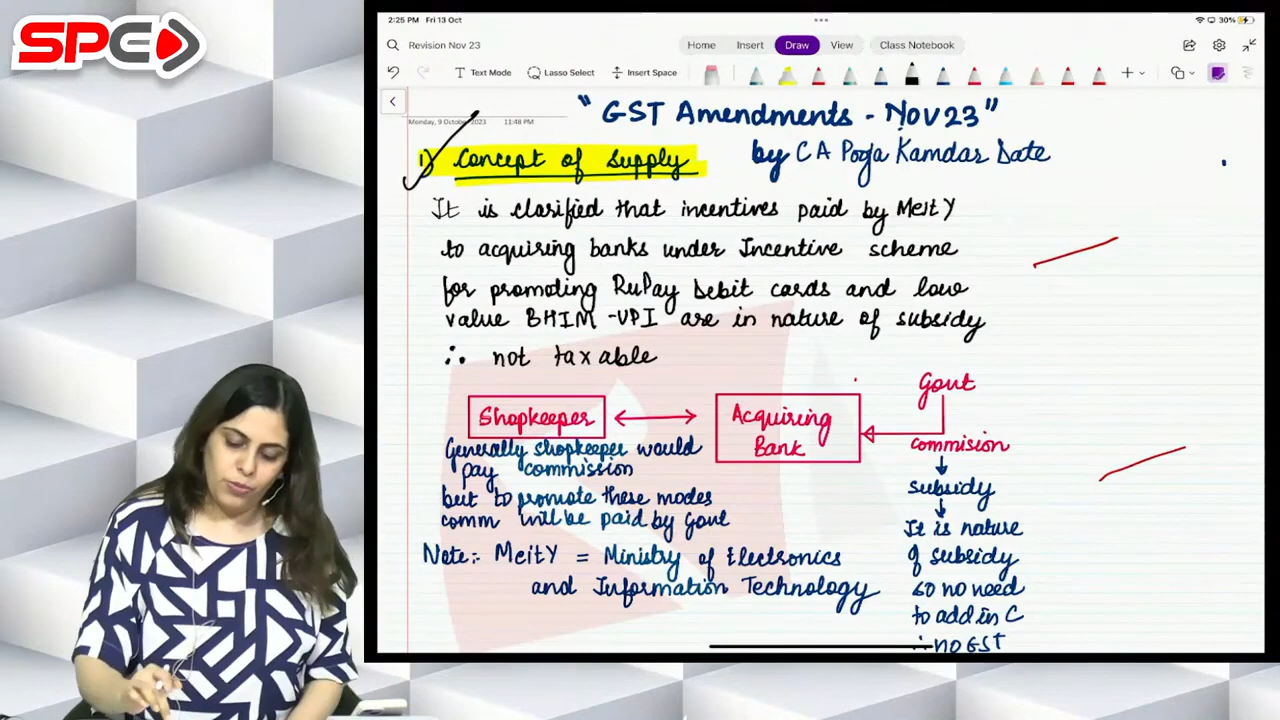 SPE
2:25 PM Fri 13 Oct
30%
Revision Nov 23
Home Insert Draw View Class Notebook
Text Mode Lasso Select Insert Space
Monday, 9 October 2023 11:48 PM
"GST Amendments - Nov 23"
by CA Pooja Kamdar Date
1) Concept of Supply
It is clarified that incentives paid by MeitY
to acquiring banks under Incentive scheme
for promoting RuPay Debit cards and low
value BHIM-UPI are in nature of subsidy
∴ not taxable
Govt
Shopkeeper
Acquiring
Bank
Generally shopkeeper would
pay commission
but to promote these modes
comm will be paid by Govt
commision
subsidy
It is nature
of subsidy
so no need
to add in C
∴ no GST
Note:- MeitY = Ministry of Electronics
and Information Technology